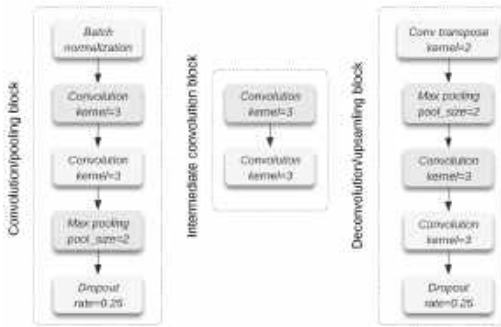 Convolution/pooling block
Batch
normalization
Convolution
kernel=3
Convolution
kernel=3
Max pooling
pool_size=2
Dropout
rate=0.25
Intermediate convolution block
Convolution
kernel=3
Convolution
kernel=3
Deconvolution/upsamling block
Conv transpose
kernel=2
Max pooling
pool_size=2
Convolution
kernel=3
Convolution
kernel=3
Dropout
rate=0.25